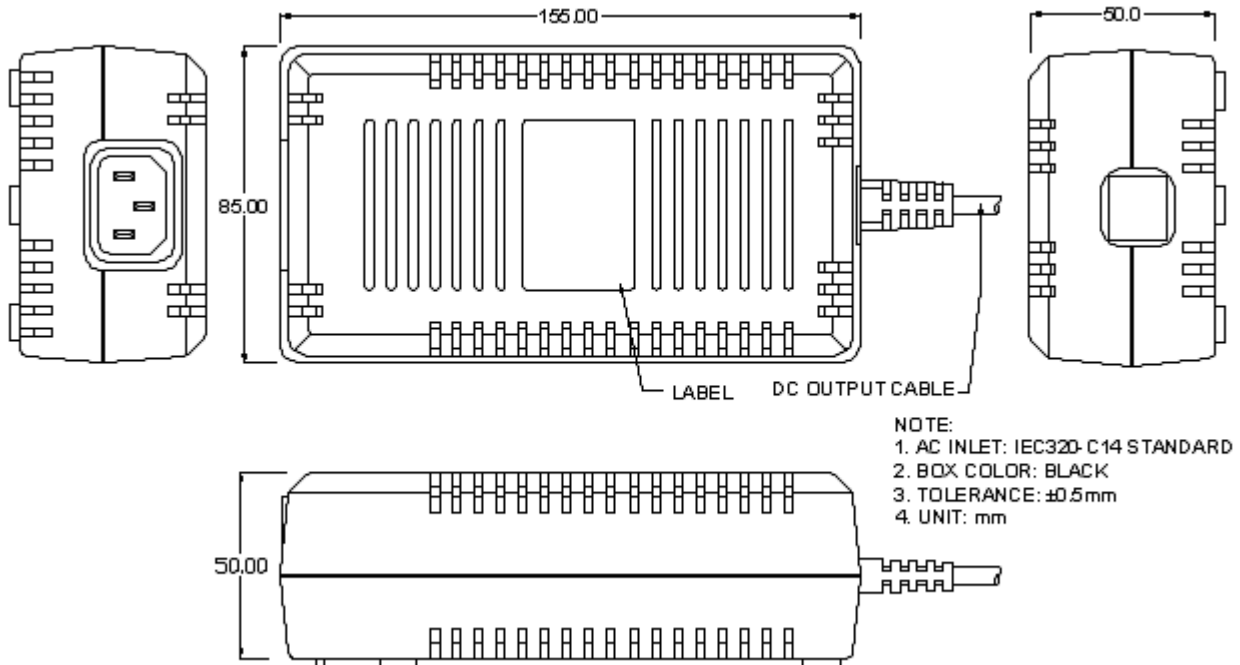 155.00
50.0
85.00
LABEL
DC OUTPUT CABLE
NOTE:
1. AC INLET: IEC320-C14 STANDARD
2. BOX COLOR: BLACK
3. TOLERANCE: ±0.5mm
4. UNIT: mm
50.00